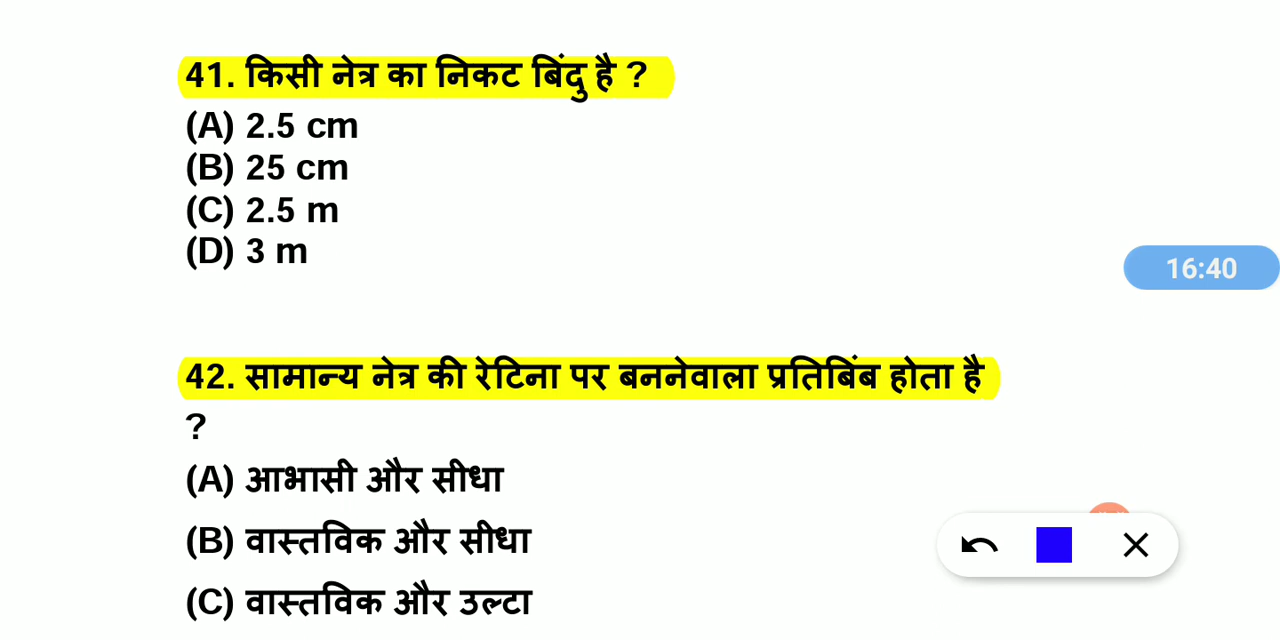 41. किसी नेत्र का निकट बिंदु है ?
(A) 2.5 cm
(B) 25 cm
(C) 2.5 m
(D) 3 m
16:40
42. सामान्य नेत्र की रेटिना पर बननेवाला प्रतिबिंब होता है
?
(A) आभासी और सीधा
(B) वास्तविक और सीधा
(C) वास्तविक और उल्टा